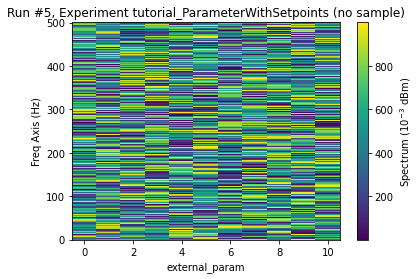 Run #5, Experiment tutorial_ParameterWithSetpoints (no sample)
500
400
300
200
100
0
Freq Axis (Hz)
0 2 4 6 8 10
external_param
800
600
400
200
Spectrum (10⁻³ dBm)